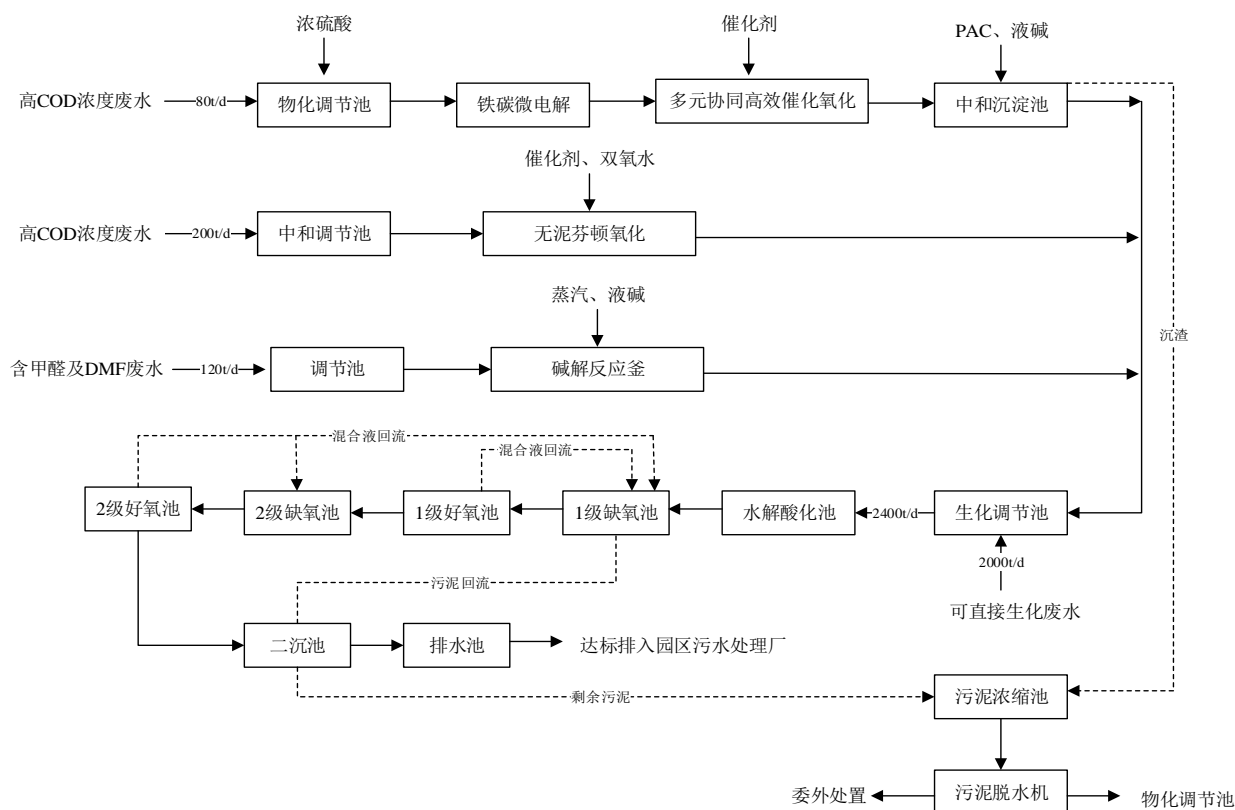 浓硫酸
催化剂
PAC、液碱
高COD浓度废水
80t/d
物化调节池
铁碳微电解
多元协同高效催化氧化
中和沉淀池
催化剂、双氧水
高COD浓度废水
200t/d
中和调节池
无泥芬顿氧化
蒸汽、液碱
沉渣
含甲醛及DMF废水
120t/d
调节池
碱解反应釜
混合液回流
混合液回流
2级好氧池
2级缺氧池
1级好氧池
1级缺氧池
水解酸化池
2400t/d
生化调节池
2000t/d
污泥回流
可直接生化废水
二沉池
排水池
达标排入园区污水处理厂
剩余污泥
污泥浓缩池
委外处置
污泥脱水机
物化调节池